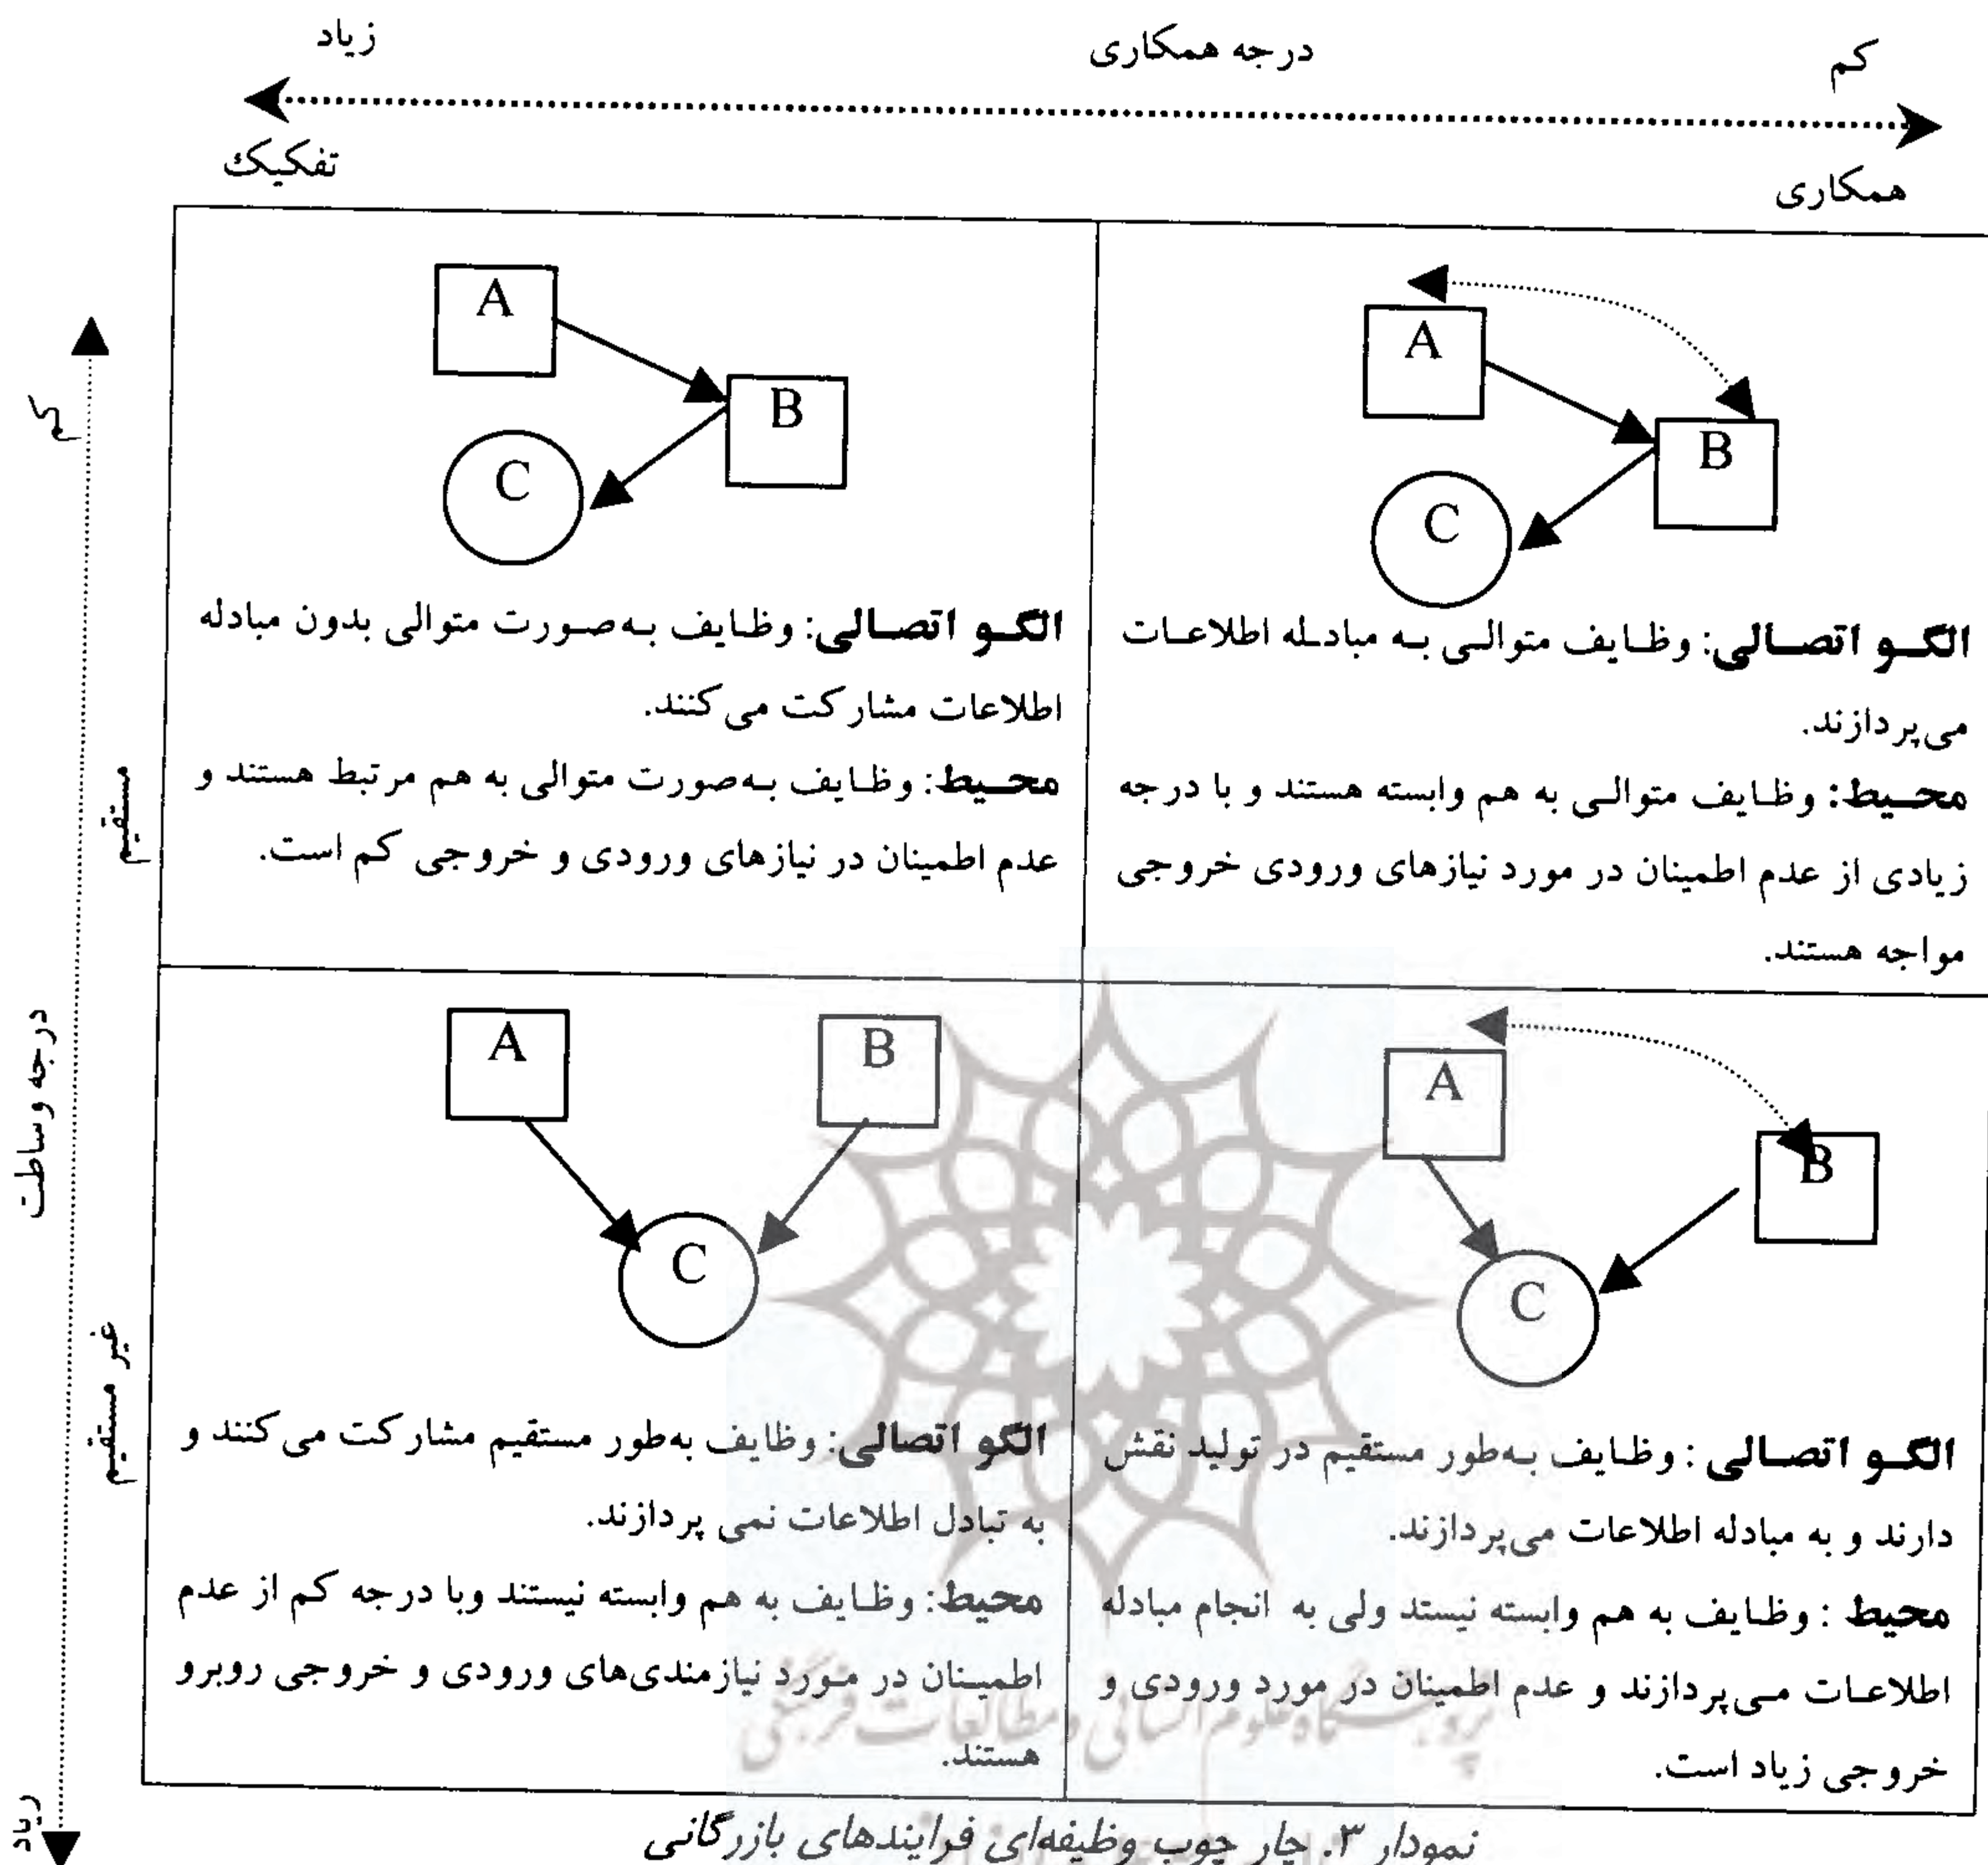 کم
درجه همکاری
زیاد
همکاری
تفکیک
کم
مستقیم
درجه وساطت
غیر مستقیم
زیاد
A
B
C
الگو اتصالی: وظایف متوالی به مبادله اطلاعات
می‌پردازند.
محیط: وظایف متوالی به هم وابسته هستند و با درجه
زیادی از عدم اطمینان در مورد نیازهای ورودی خروجی
مواجه هستند.
A
B
C
الگو اتصالی: وظایف به‌صورت متوالی بدون مبادله
اطلاعات مشارکت می‌کنند.
محیط: وظایف به‌صورت متوالی به هم مرتبط هستند و
عدم اطمینان در نیازهای ورودی و خروجی کم است.
A
B
C
الگو اتصالی : وظایف به‌طور مستقیم در تولید نقش
دارند و به مبادله اطلاعات می‌پردازند.
محیط : وظایف به هم وابسته نیستد ولی به انجام مبادله
اطلاعات می‌پردازند و عدم اطمینان در مورد ورودی و
خروجی زیاد است.
A
B
C
الگو اتصالی: وظایف به‌طور مستقیم مشارکت می‌کنند و
به تبادل اطلاعات نمی پردازند.
محیط: وظایف به هم وابسته نیستند وبا درجه کم از عدم
اطمینان در مورد نیازمندی‌های ورودی و خروجی روبرو
هستند.
پژوهشگاه علوم انسانی و مطالعات فرهنگی
نمودار ۳. چار چوب وظیفه‌ای فرایندهای بازرگانی